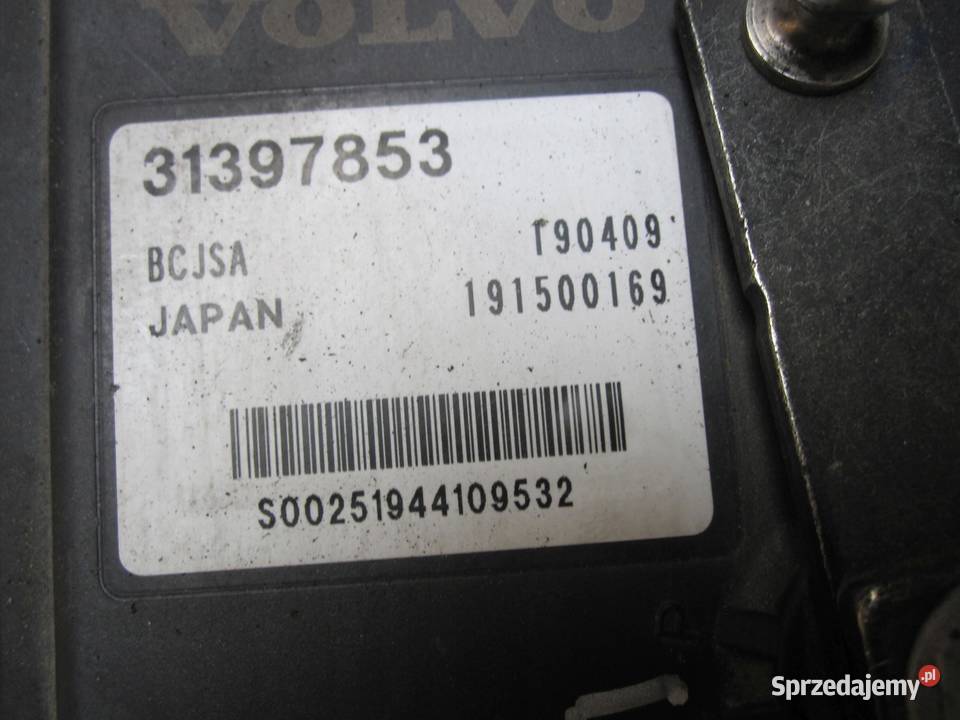 VOLVO
31397853
BCJSA T90409
JAPAN 191500169
S00251944109532
P
Sprzedajemy.pl